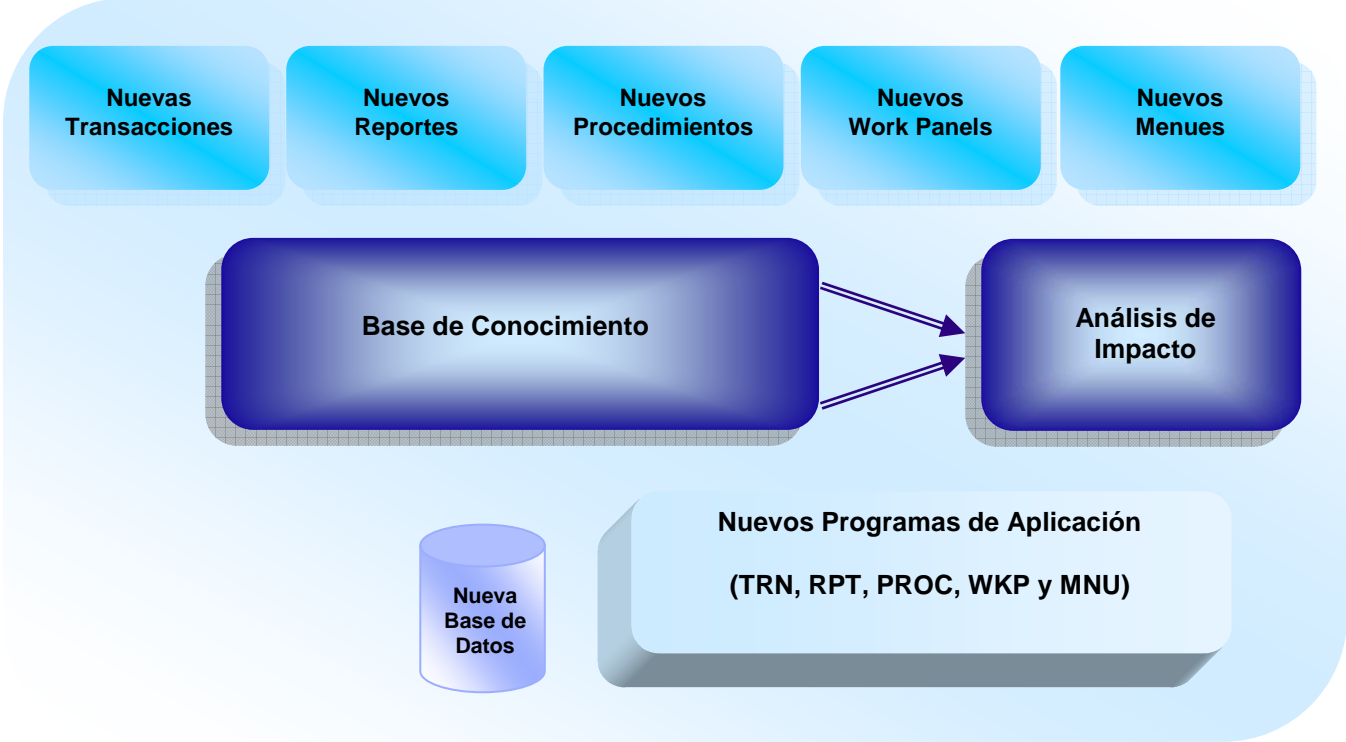 Nuevas
Transacciones
Nuevos
Reportes
Nuevos
Procedimientos
Nuevos
Work Panels
Nuevos
Menues
Base de Conocimiento
Análisis de
Impacto
Nuevos Programas de Aplicación
(TRN, RPT, PROC, WKP y MNU)
Nueva
Base de
Datos